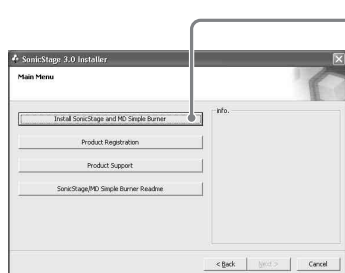 SonicStage 3.0 Installer
Main Menu
Install SonicStage and MD Simple Burner
Info.
Product Registration
Product Support
SonicStage/MD Simple Burner Readme
< Back
Next >
Cancel